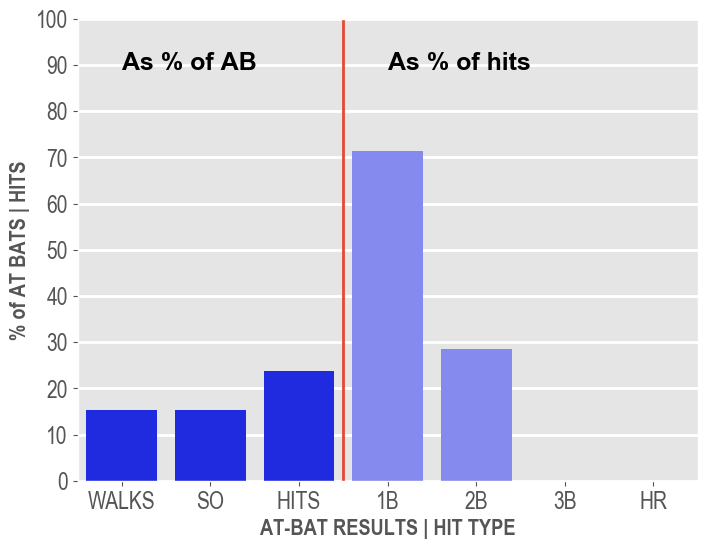 As % of AB
As % of hits
100
90
80
70
60
50
40
30
20
10
0
% of AT BATS | HITS
WALKS SO HITS 1B 2B 3B HR
AT-BAT RESULTS | HIT TYPE